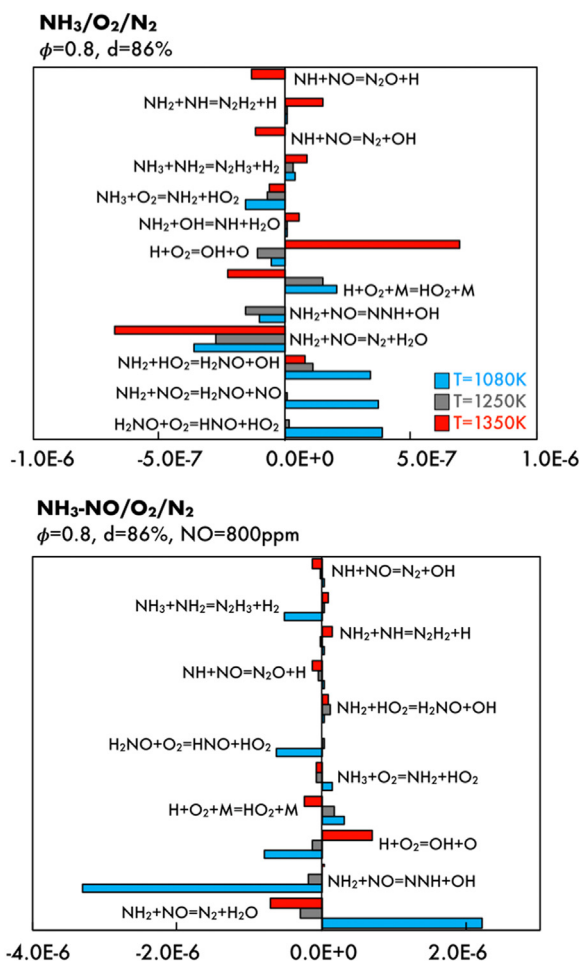 NH₃/O₂/N₂
ϕ=0.8, d=86%
NH+NO=N₂O+H
NH₂+NH=N₂H₂+H
NH+NO=N₂+OH
NH₃+NH₂=N₂H₃+H₂
NH₃+O₂=NH₂+HO₂
NH₂+OH=NH+H₂O
H+O₂=OH+O
H+O₂+M=HO₂+M
NH₂+NO=NNH+OH
NH₂+NO=N₂+H₂O
NH₂+HO₂=H₂NO+OH
T=1080K
NH₂+NO₂=H₂NO+NO
T=1250K
H₂NO+O₂=HNO+HO₂
T=1350K
-1.0E-6 -5.0E-7 0.0E+0 5.0E-7 1.0E-6
NH₃-NO/O₂/N₂
ϕ=0.8, d=86%, NO=800ppm
NH+NO=N₂+OH
NH₃+NH₂=N₂H₃+H₂
NH₂+NH=N₂H₂+H
NH+NO=N₂O+H
NH₂+HO₂=H₂NO+OH
H₂NO+O₂=HNO+HO₂
NH₃+O₂=NH₂+HO₂
H+O₂+M=HO₂+M
H+O₂=OH+O
NH₂+NO=NNH+OH
NH₂+NO=N₂+H₂O
-4.0E-6 -2.0E-6 0.0E+0 2.0E-6